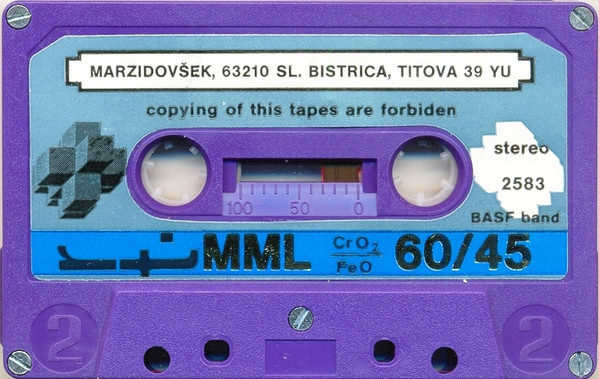 MARZIDOVŠEK, 63210 SL. BISTRICA, TITOVA 39 YU
copying of this tapes are forbiden
stereo
2583
BASF band
100 50 0
MML
CrO2
FeO
60/45
2 2